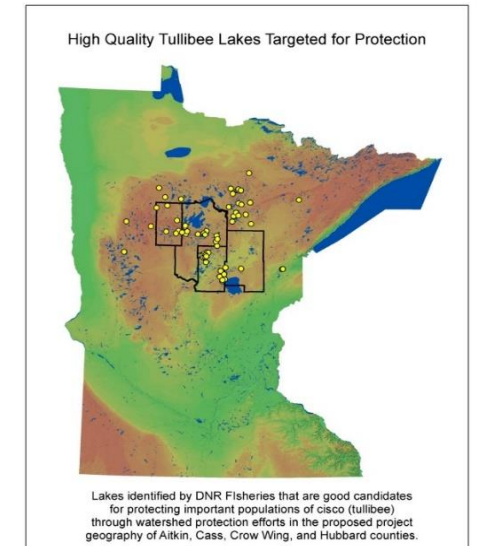 High Quality Tullibee Lakes Targeted for Protection
Lakes identified by DNR FIsheries that are good candidates
for protecting important populations of cisco (tullibee)
through watershed protection efforts in the proposed project
geography of Aitkin, Cass, Crow Wing, and Hubbard counties.